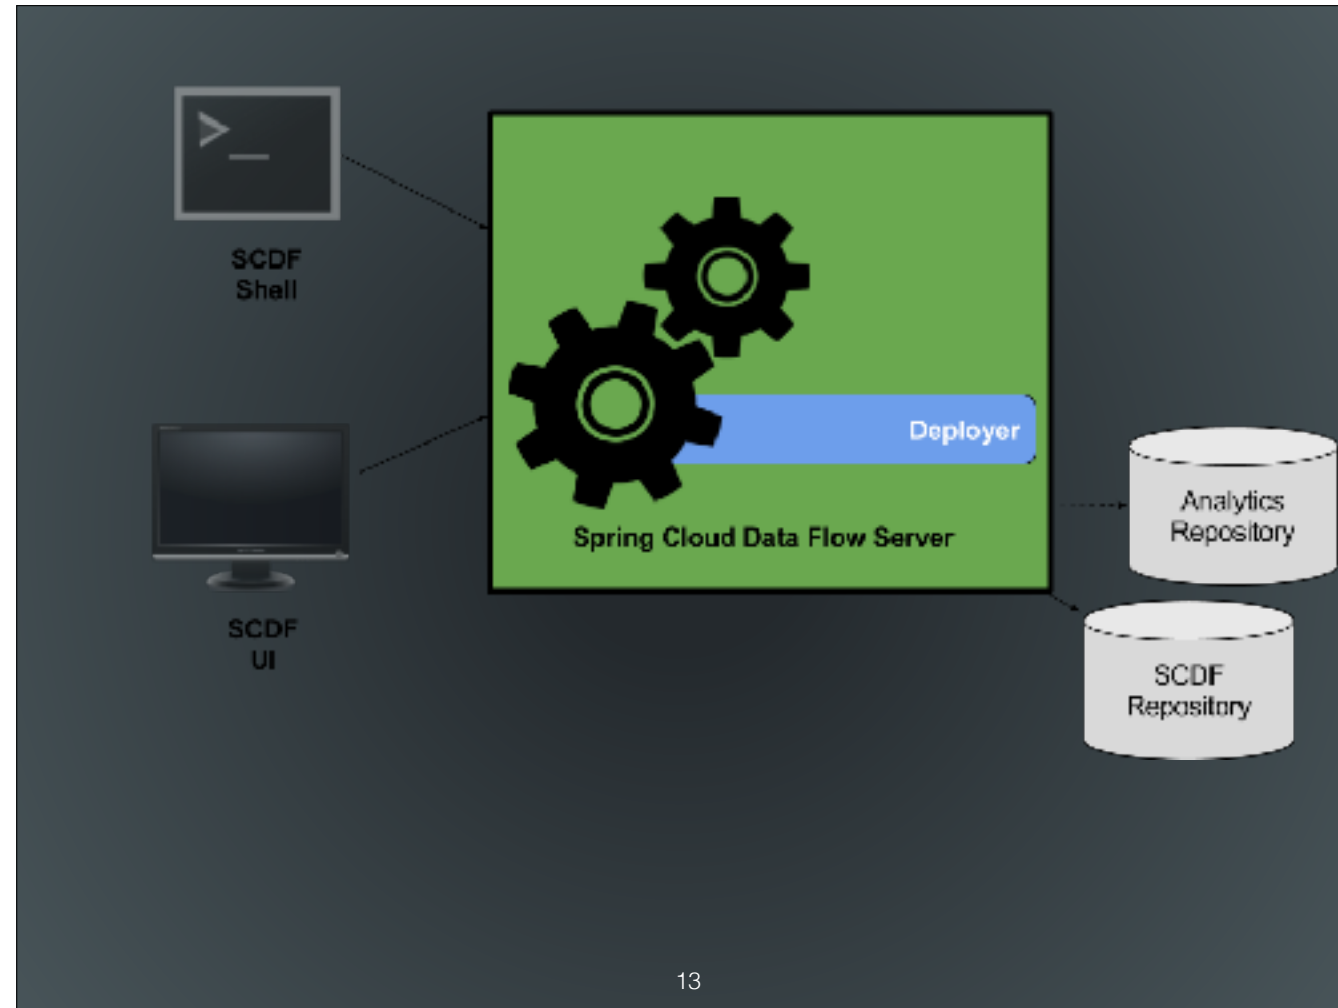 >_
SCDF
Shell
Deployer
Spring Cloud Data Flow Server
Analytics
Repository
SCDF
UI
SCDF
Repository
13